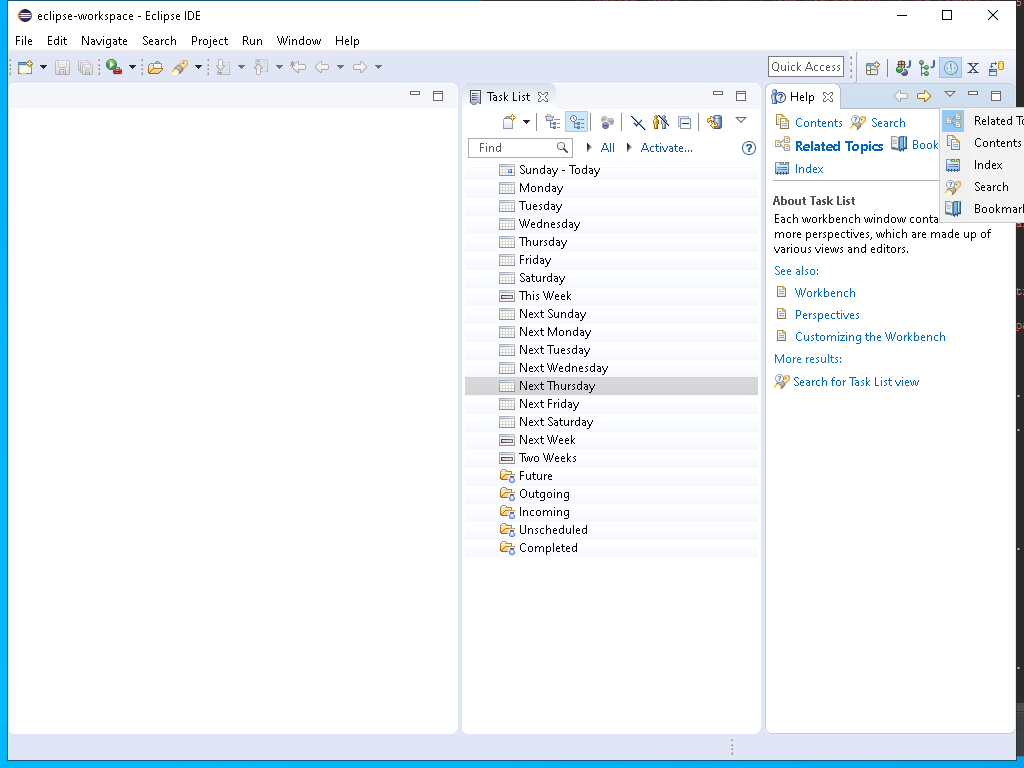 eclipse-workspace - Eclipse IDE
File Edit Navigate Search Project Run Window Help
Quick Access
Task List
Find All Activate...
Sunday - Today
Monday
Tuesday
Wednesday
Thursday
Friday
Saturday
This Week
Next Sunday
Next Monday
Next Tuesday
Next Wednesday
Next Thursday
Next Friday
Next Saturday
Next Week
Two Weeks
Future
Outgoing
Incoming
Unscheduled
Completed
Help
Contents Search
Related Topics Book
Index
About Task List
Each workbench window conta
more perspectives, which are made up of
various views and editors.
See also:
Workbench
Perspectives
Customizing the Workbench
More results:
Search for Task List view
Related To
Contents
Index
Search
Bookmar